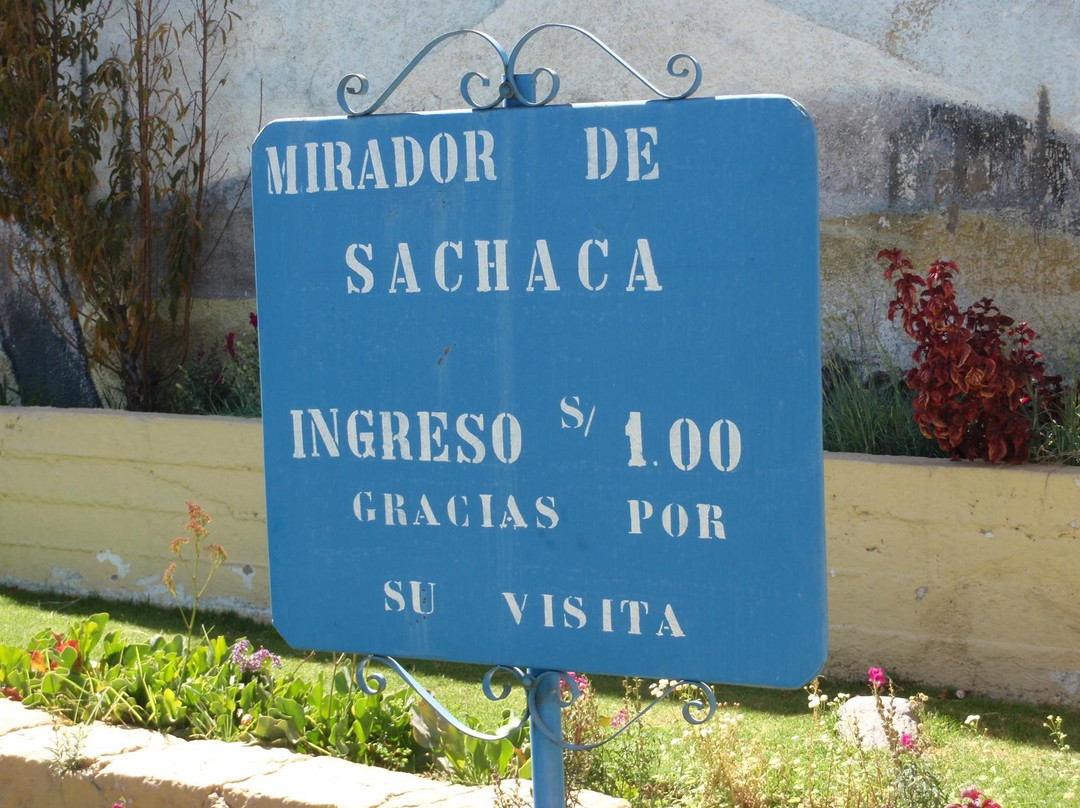 MIRADOR DE
SACHACA
INGRESO S/ 1.00
GRACIAS POR
SU VISITA